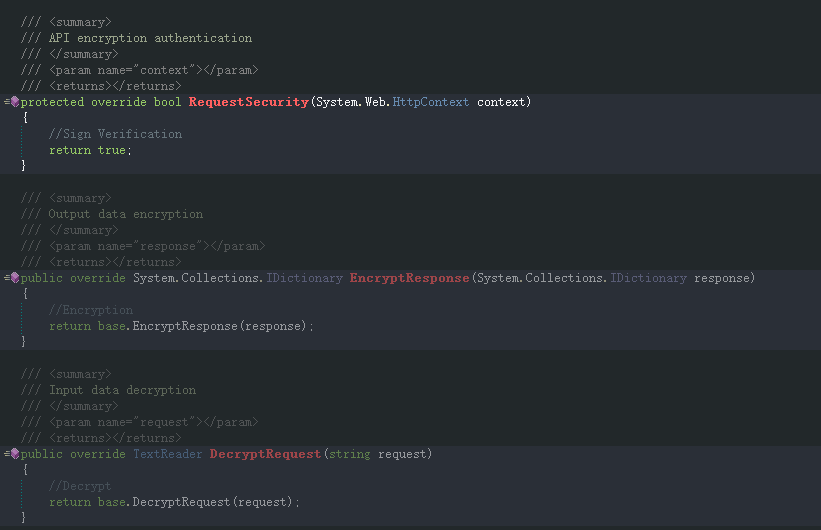 /// <summary>
/// API encryption authentication
/// </summary>
/// <param name="context"></param>
/// <returns></returns>
protected override bool RequestSecurity(System.Web.HttpContext context)
{
//Sign Verification
return true;
}
/// <summary>
/// Output data encryption
/// </summary>
/// <param name="response"></param>
/// <returns></returns>
public override System.Collections.IDictionary EncryptResponse(System.Collections.IDictionary response)
{
//Encryption
return base.EncryptResponse(response);
}
/// <summary>
/// Input data decryption
/// </summary>
/// <param name="request"></param>
/// <returns></returns>
public override TextReader DecryptRequest(string request)
{
//Decrypt
return base.DecryptRequest(request);
}